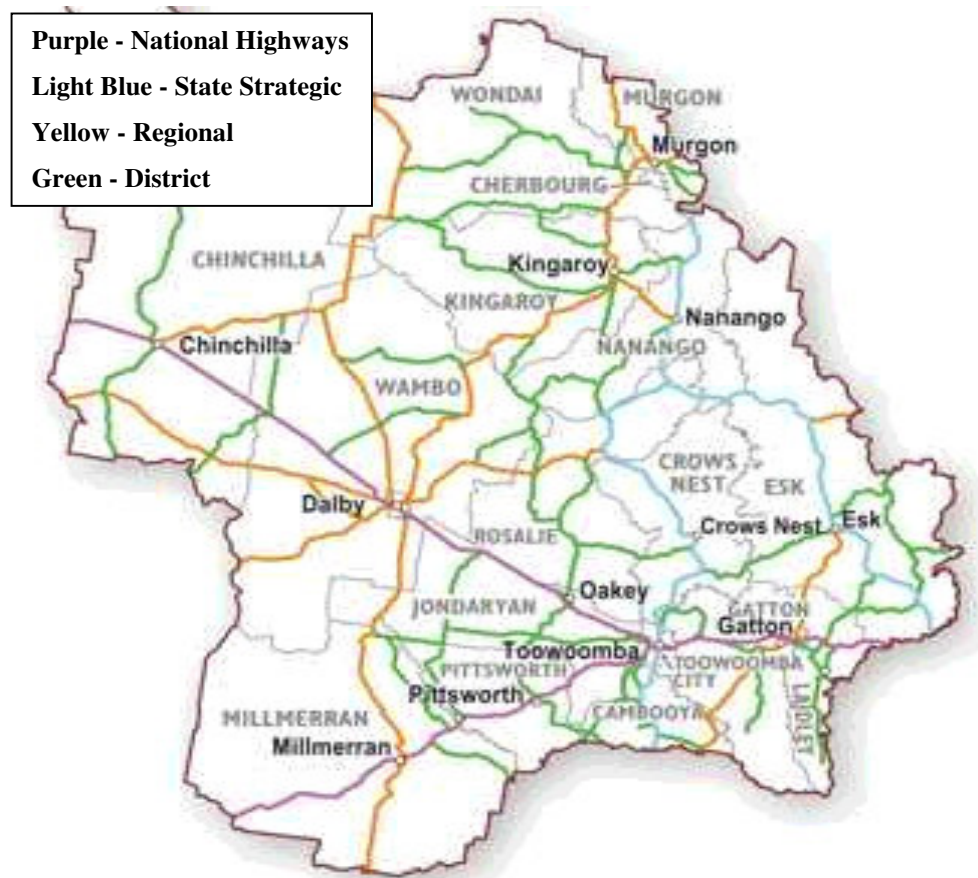 Purple - National Highways
Light Blue - State Strategic
Yellow - Regional
Green - District
WONDAI
MURGON
Murgon
CHERBOURG
CHINCHILLA
Kingaroy
KINGAROY
Nanango
NANANGO
Chinchilla
WAMBO
CROWS
NEST
ESK
Dalby
Crows Nest
Esk
ROSALIE
Oakey
JONDARYAN
GATTON
Gatton
Toowoomba
PITTSWORTH
TOOWOOMBA
CITY
Pittsworth
CAMBOOYA
LAIDLEY
MILLMERRAN
Millmerran